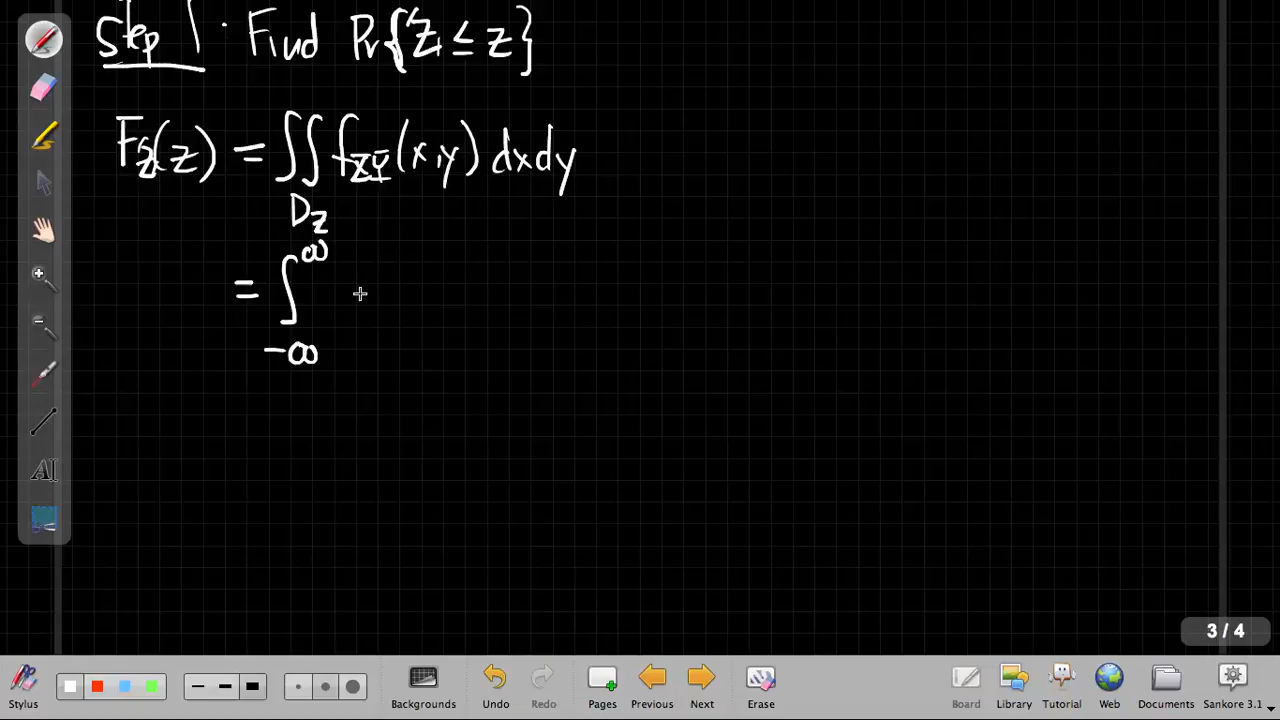 Step 1: Find Pr{Z ≤ z}
F_Z(z) = ∬ f_XY(x,y) dxdy
D_z
= ∫
∞
-∞
AI
3 / 4
Stylus
Backgrounds
Undo
Redo
Pages
Previous
Next
Erase
Board
Library
Tutorial
Web
Documents
Sankore 3.1